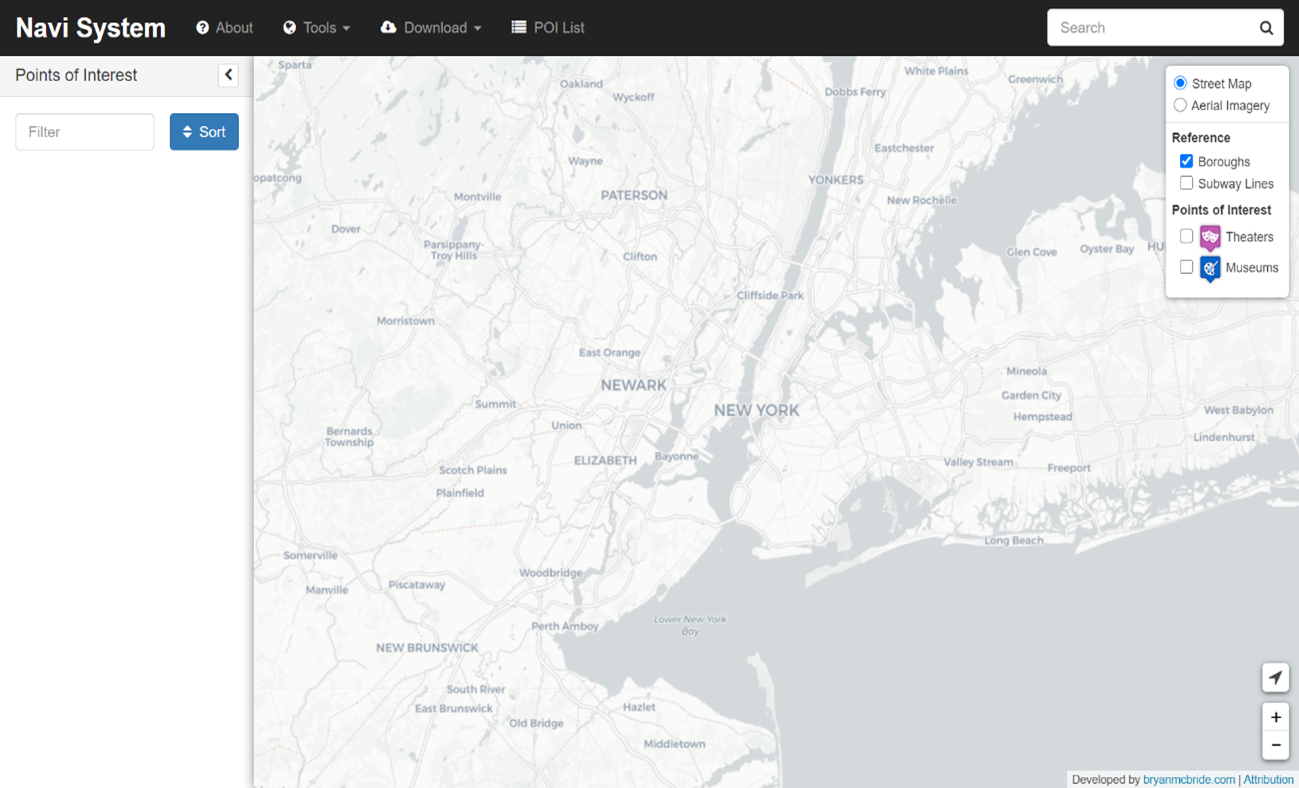 Navi System
About
Tools
Download
POI List
Search
Points of Interest
Filter
Sort
Street Map
Aerial Imagery
Reference
Boroughs
Subway Lines
Points of Interest
Theaters
Museums
Sparta
Oakland
Wyckoff
White Plains
Greenwich
Dobbs Ferry
Eastchester
Wayne
YONKERS
opatcong
Montville
PATERSON
New Rochelle
Dover
Parsippany-
Troy Hills
Clifton
Glen Cove
Oyster Bay
HU
Cliffside Park
Morristown
East Orange
Mineola
NEWARK
Garden City
Summit
NEW YORK
Hempstead
West Babylon
Union
Bernards
Township
Lindenhurst
ELIZABETH
Bayonne
Scotch Plains
Valley Stream
Freeport
Plainfield
Long Beach
Somerville
Woodbridge
Manville
Piscataway
Perth Amboy
Lower New York
Bay
NEW BRUNSWICK
South River
East Brunswick
Hazlet
Old Bridge
Middletown
+
−
Developed by bryanmcbride.com | Attribution